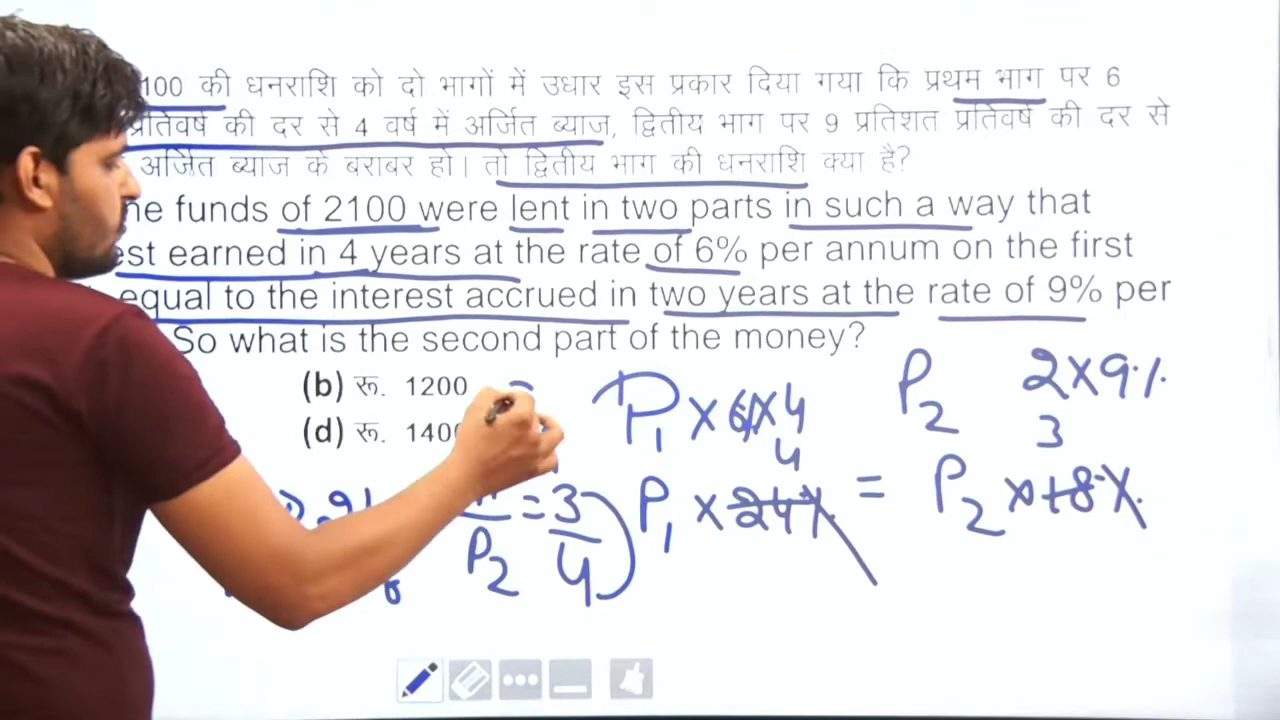 100 की धनराशि को दो भागों में उधार इस प्रकार दिया गया कि प्रथम भाग पर 6
प्रतिवर्ष की दर से 4 वर्ष में अर्जित ब्याज, द्वितीय भाग पर 9 प्रतिशत प्रतिवर्ष की दर से
अर्जित ब्याज के बराबर हो। तो द्वितीय भाग की धनराशि क्या है?
he funds of 2100 were lent in two parts in such a way that
est earned in 4 years at the rate of 6% per annum on the first
equal to the interest accrued in two years at the rate of 9% per
So what is the second part of the money?
(b) रू. 1200
(d) रू. 140
P₁ × 6% × 4
P₂ 2×9%
4
3
P₂ = 3/4
P₁ × 24% = P₂ × 18%